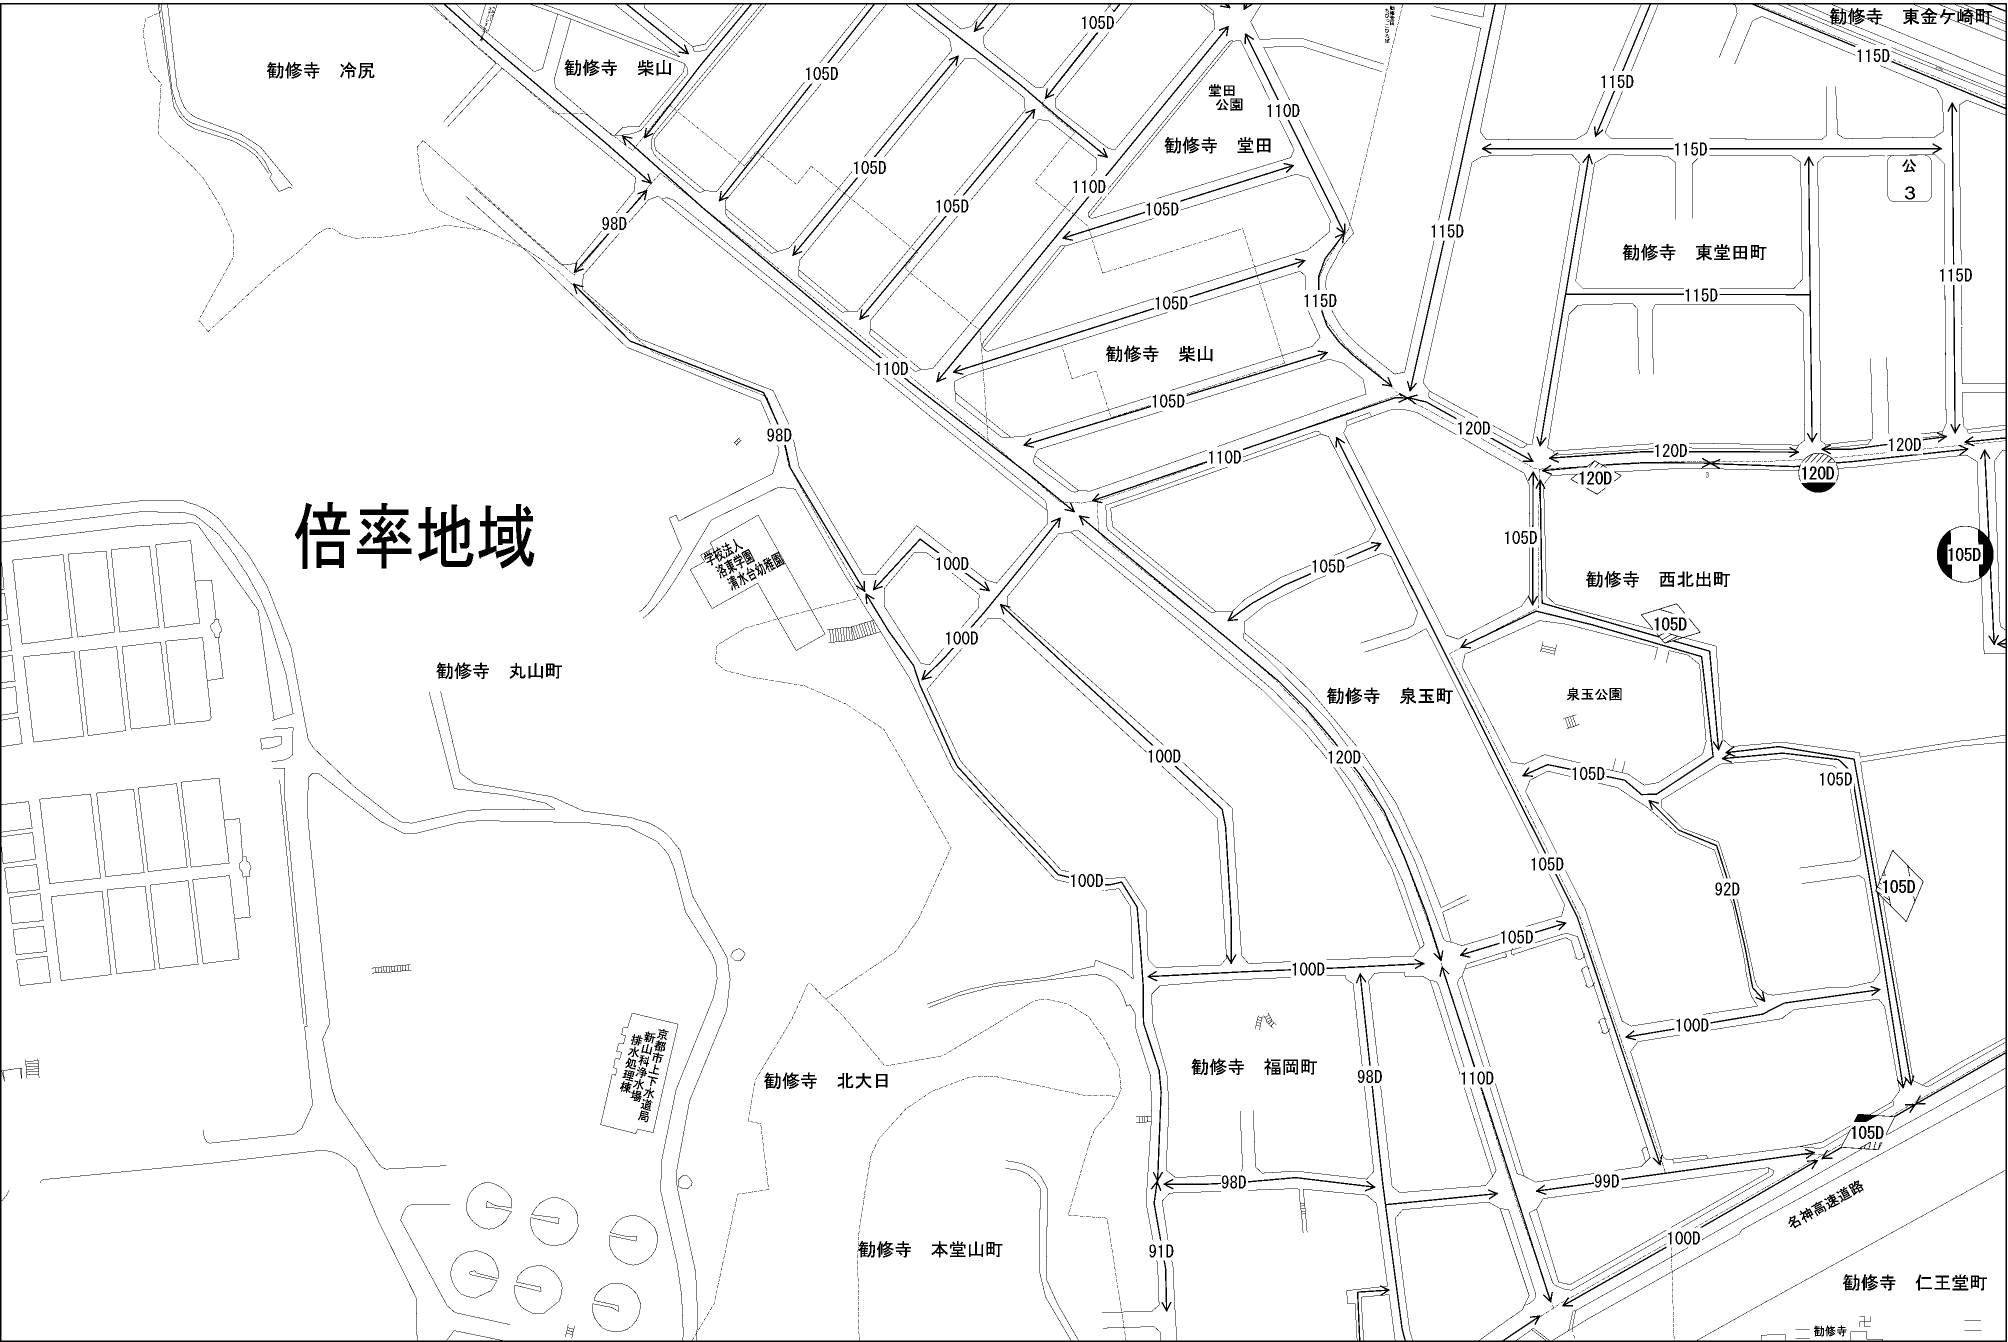 勧修寺　東金ケ崎町
105D
115D
勧修寺　冷尻
勧修寺　柴山
105D
115D
堂田
公園
110D
勧修寺　堂田
115D
公
3
105D
110D
98D
105D
105D
115D
勧修寺　東堂田町
115D
105D
115D
115D
勧修寺　柴山
110D
105D
98D
110D
120D
120D
120D
120D
120D
倍率地域
105D
105D
学校法人
洛東学園
清水台幼稚園
100D
105D
勧修寺　西北出町
105D
100D
勧修寺　丸山町
勧修寺　泉玉町
泉玉公園
100D
120D
105D
105D
105D
100D
92D
105D
105D
100D
100D
京都市上下水道局
新山科浄水場
排水処理棟
勧修寺　北大日
勧修寺　福岡町
98D
110D
105D
98D
99D
名神高速道路
勧修寺　本堂山町
91D
100D
勧修寺　仁王堂町
勧修寺